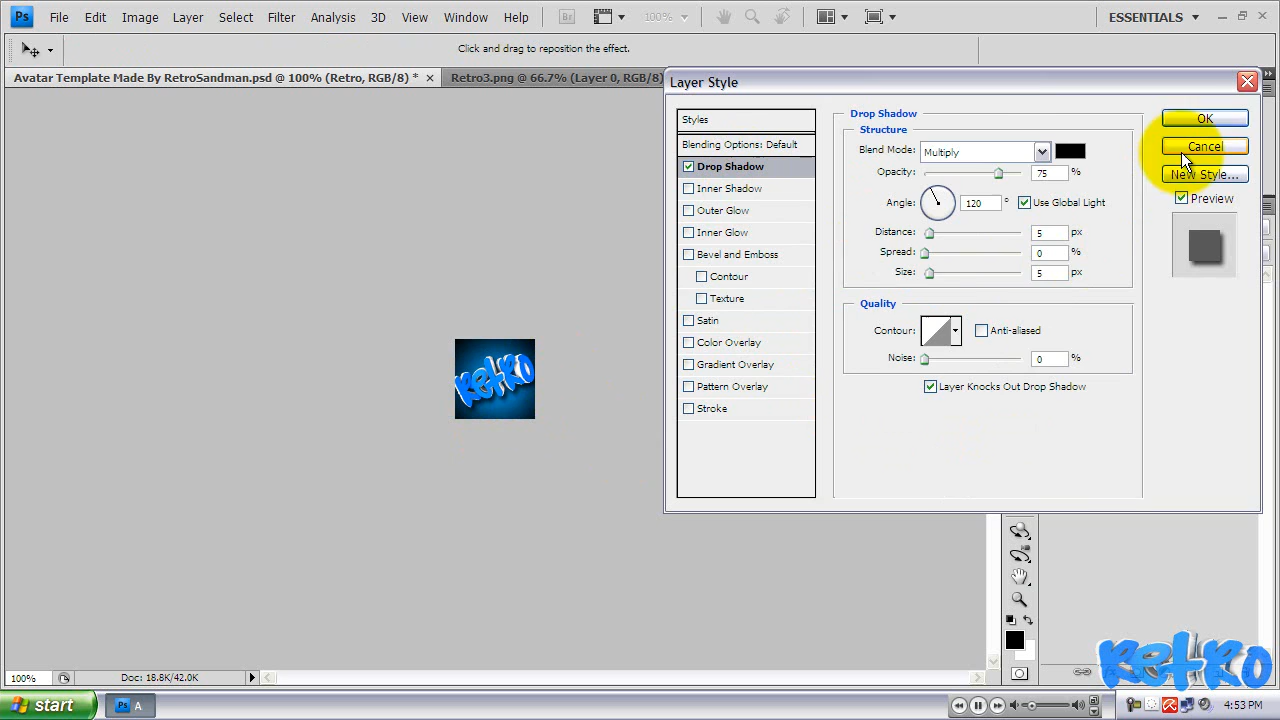 Ps File Edit Image Layer Select Filter Analysis 3D View Window Help Br 100% ESSENTIALS
Click and drag to reposition the effect.
Avatar Template Made By RetroSandman.psd @ 100% (Retro, RGB/8) * Retro3.png @ 66.7% (Layer 0, RGB/8)
Layer Style
Styles
Blending Options: Default
Drop Shadow
Inner Shadow
Outer Glow
Inner Glow
Bevel and Emboss
Contour
Texture
Satin
Color Overlay
Gradient Overlay
Pattern Overlay
Stroke
Drop Shadow
Structure
Blend Mode: Multiply
Opacity: 75 %
Angle: 120 ° Use Global Light
Distance: 5 px
Spread: 0 %
Size: 5 px
Quality
Contour: Anti-aliased
Noise: 0 %
Layer Knocks Out Drop Shadow
OK
Cancel
New Style...
Preview
retro
retro
100% Doc: 18.8K/42.0K
start Ps A 4:53 PM